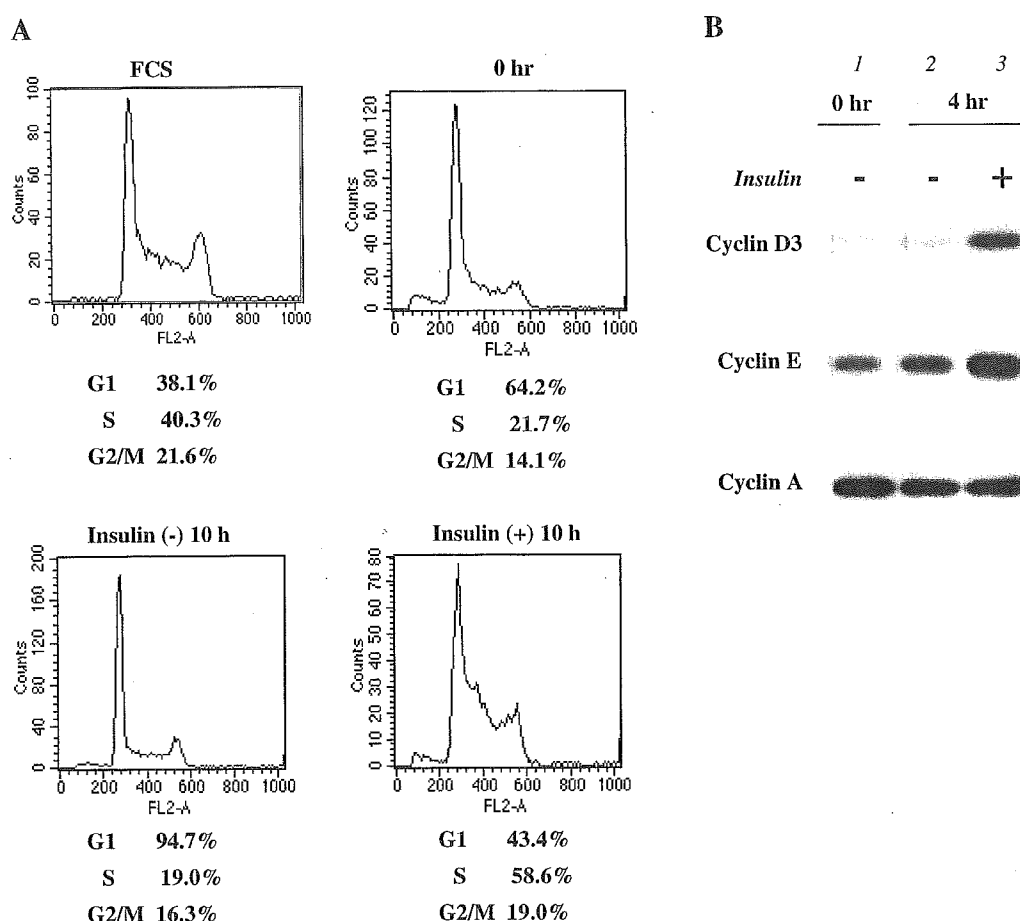 A
FCS
100
80
60
40
20
0
Counts
0 200 400 600 800 1000
FL2-A
G1 38.1%
S 40.3%
G2/M 21.6%
0 hr
120
100
80
60
40
20
0
Counts
0 200 400 600 800 1000
FL2-A
G1 64.2%
S 21.7%
G2/M 14.1%
Insulin (-) 10 h
200
160
120
80
40
0
Counts
0 200 400 600 800 1000
FL2-A
G1 94.7%
S 19.0%
G2/M 16.3%
Insulin (+) 10 h
80
70
60
50
40
30
20
10
0
Counts
0 200 400 600 800 1000
FL2-A
G1 43.4%
S 58.6%
G2/M 19.0%
B
1 2 3
0 hr 4 hr
Insulin - - +
Cyclin D3
Cyclin E
Cyclin A